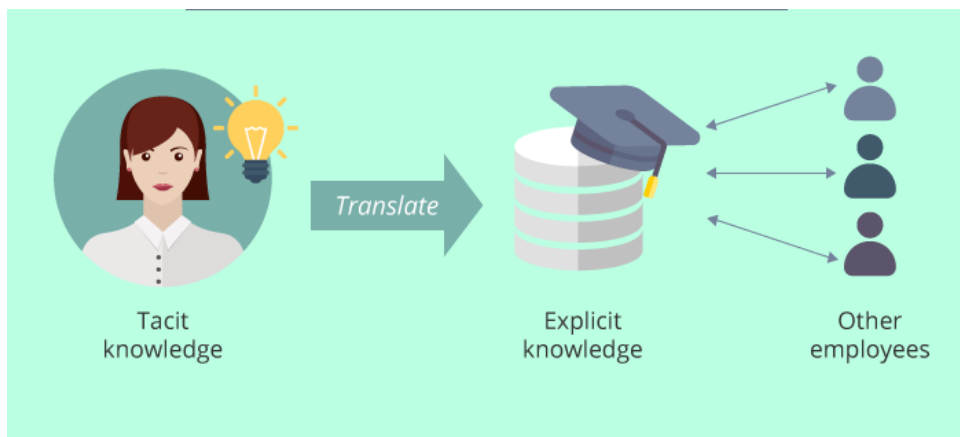 Translate
Tacit
knowledge
Explicit
knowledge
Other
employees